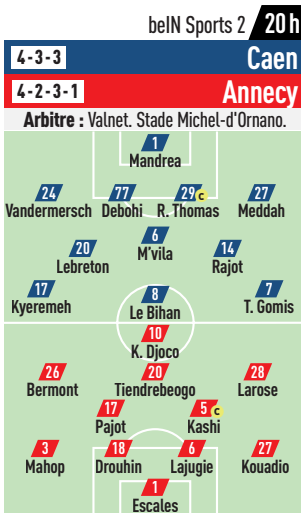 beIN Sports 2 20 h
4-3-3 Caen
4-2-3-1 Annecy
Arbitre : Valnet. Stade Michel-d'Ornano.
1
Mandrea
24 77 29 c 27
Vandermersch Debohi R. Thomas Meddah
20 6 14
Lebreton M'vila Rajot
17 8 7
Kyeremeh Le Bihan T. Gomis
10
K. Djoco
26 20 28
Bermont Tiendrebeogo Larose
17 5 c
Pajot Kashi
3 18 6 27
Mahop Drouhin Lajugie Kouadio
1
Escales